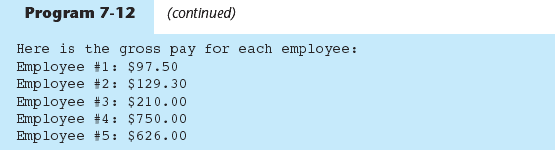 Program 7-12 (continued)
Here is the gross pay for each employee:
Employee #1: $97.50
Employee #2: $129.30
Employee #3: $210.00
Employee #4: $750.00
Employee #5: $626.00